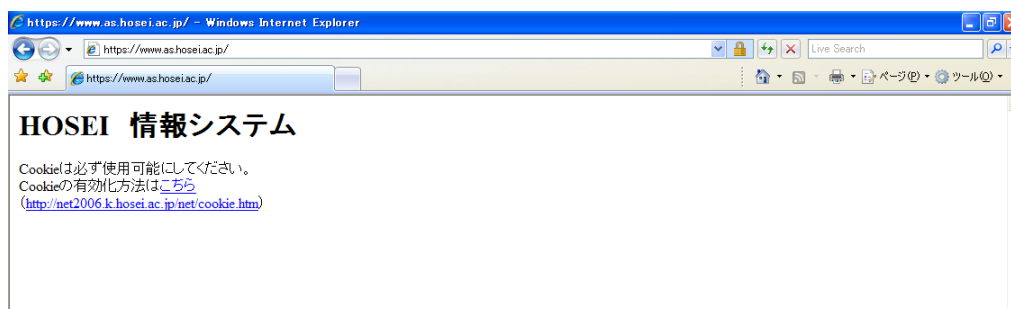 https://www.as.hosei.ac.jp/ - Windows Internet Explorer
https://www.as.hosei.ac.jp/
Live Search
https://www.as.hosei.ac.jp/
ページ(P)
ツール(O)
HOSEI 情報システム
Cookieは必ず使用可能にしてください。
Cookieの有効化方法はこちら
(http://net2006.k.hosei.ac.jp/net/cookie.htm)